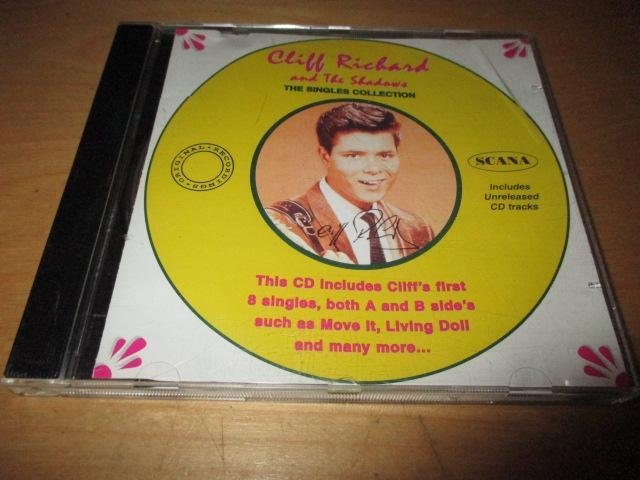 Cliff Richard
and The Shadows
THE SINGLES COLLECTION
ORIGINAL • RECORDINGS •
SCANA
Includes
Unreleased
CD tracks
This CD includes Cliff's first
8 singles, both A and B side's
such as Move It, Living Doll
and many more...